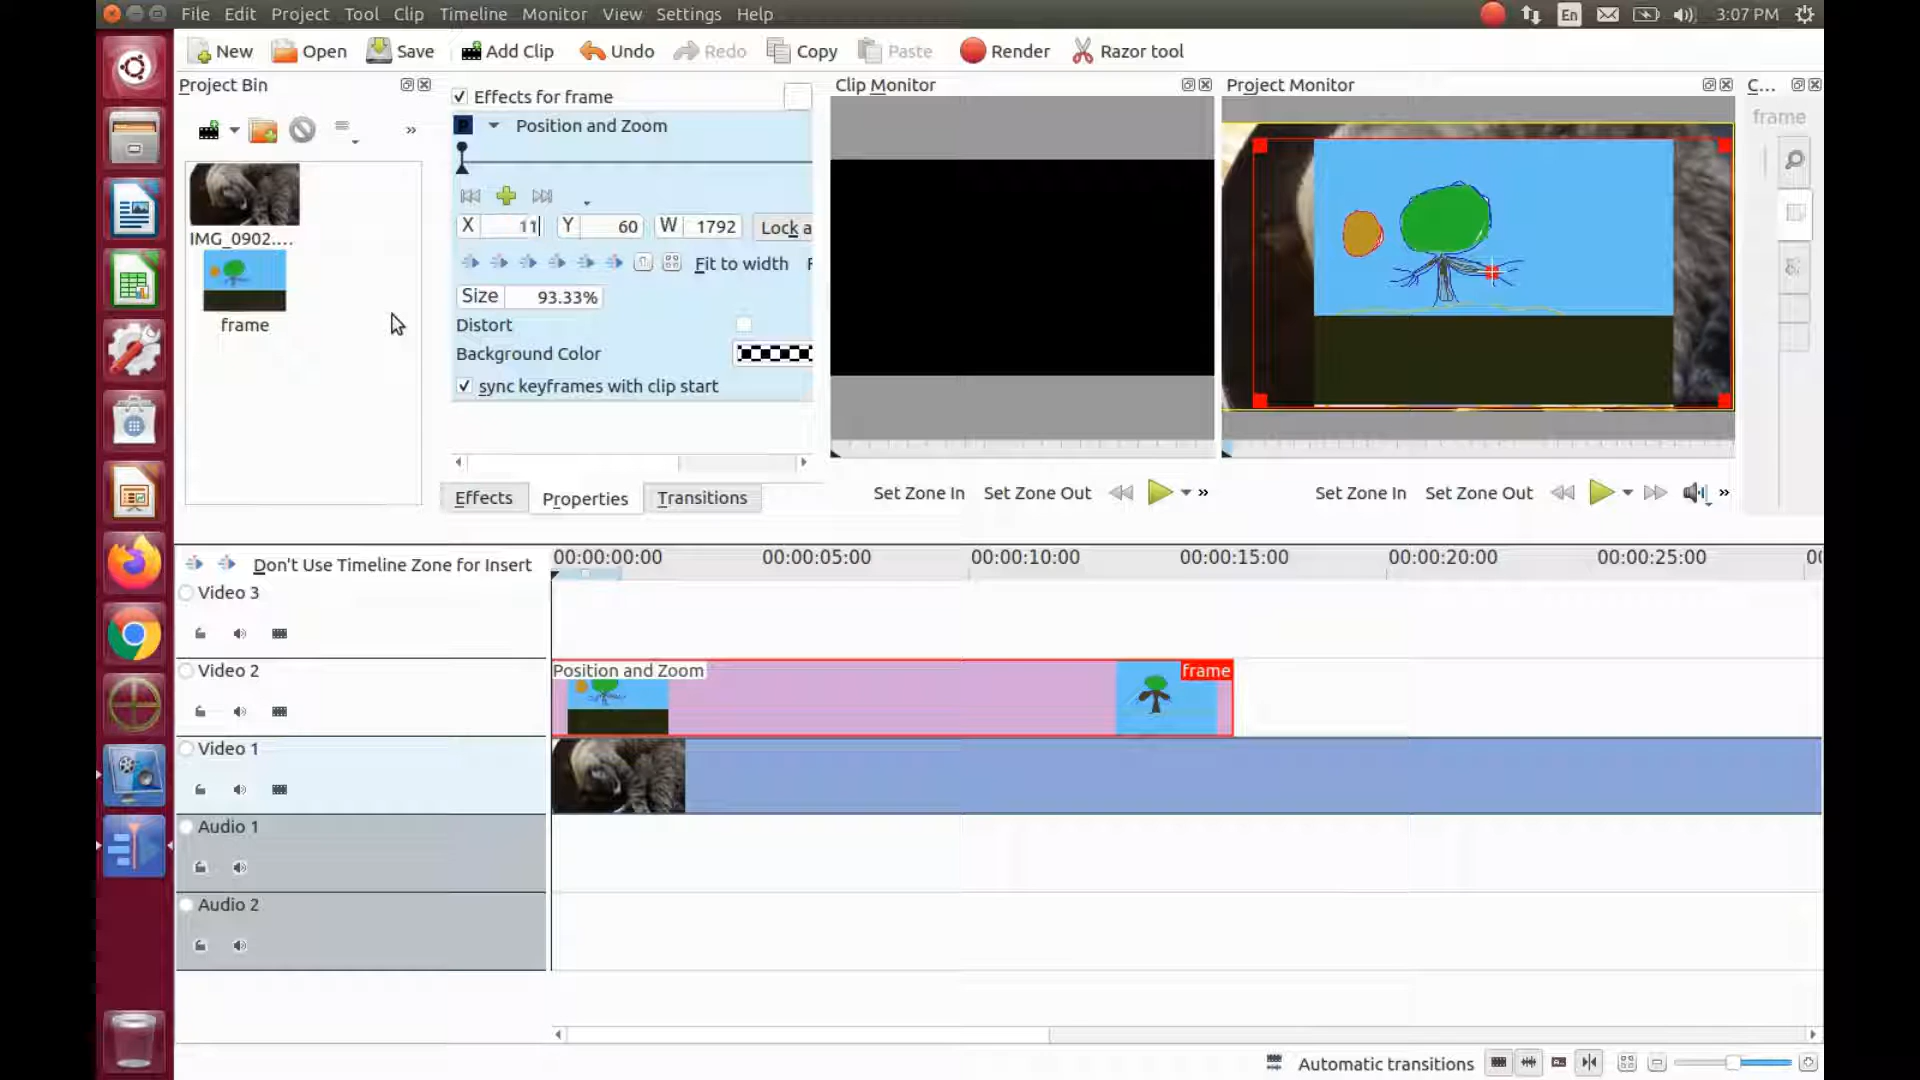 File Edit Project Tool Clip Timeline Monitor View Settings Help En 3:07 PM
New Open Save Add Clip Undo Redo Copy Paste Render Razor tool
Project Bin
IMG_0902....
frame
Effects for frame
Position and Zoom
X 11 Y 60 W 1792 Lock a
Fit to width F
Size 93.33%
Distort
Background Color
sync keyframes with clip start
Effects Properties Transitions
Clip Monitor
Set Zone In Set Zone Out »
Project Monitor
Set Zone In Set Zone Out »
C...
frame
Don't Use Timeline Zone for Insert
00:00:00:00 00:00:05:00 00:00:10:00 00:00:15:00 00:00:20:00 00:00:25:00 00
Video 3
Video 2
Position and Zoom frame
Video 1
Audio 1
Audio 2
Automatic transitions